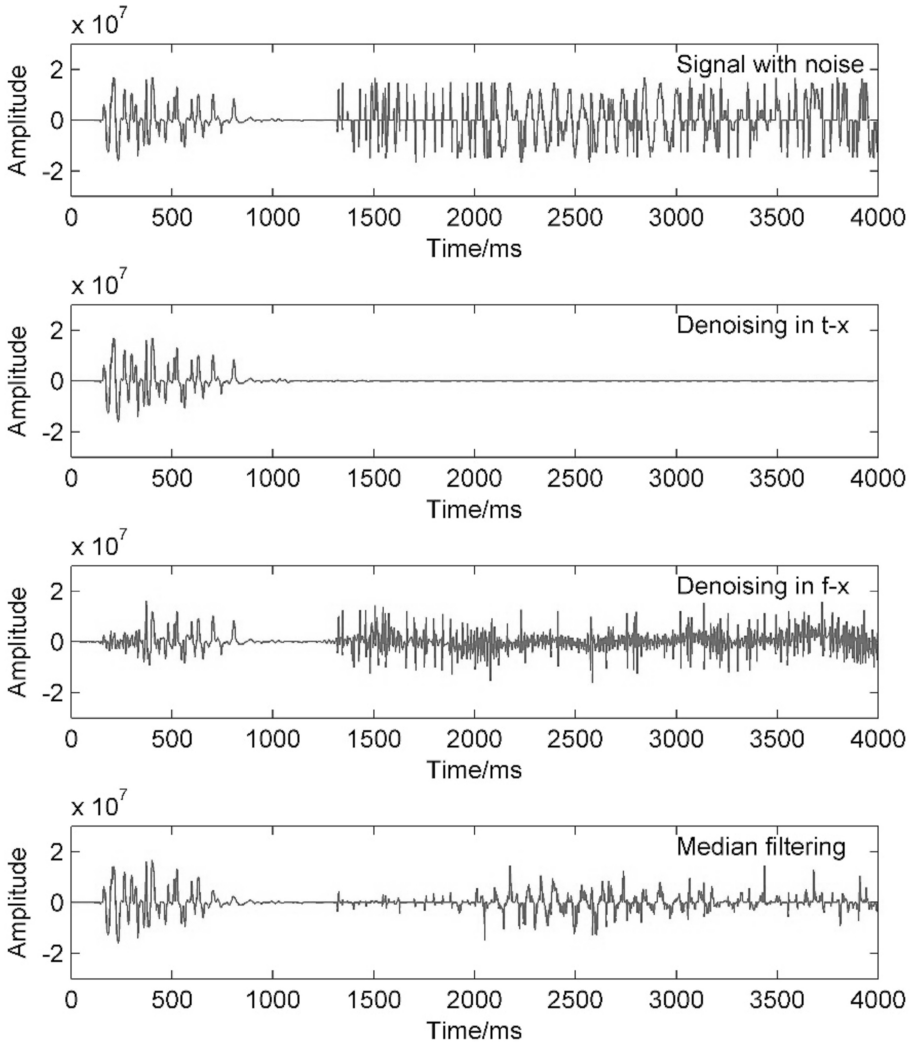 x 10^7
Signal with noise
2
0
-2
Amplitude
0 500 1000 1500 2000 2500 3000 3500 4000
Time/ms
x 10^7
Denoising in t-x
2
0
-2
Amplitude
0 500 1000 1500 2000 2500 3000 3500 4000
Time/ms
x 10^7
Denoising in f-x
2
0
-2
Amplitude
0 500 1000 1500 2000 2500 3000 3500 4000
Time/ms
x 10^7
Median filtering
2
0
-2
Amplitude
0 500 1000 1500 2000 2500 3000 3500 4000
Time/ms